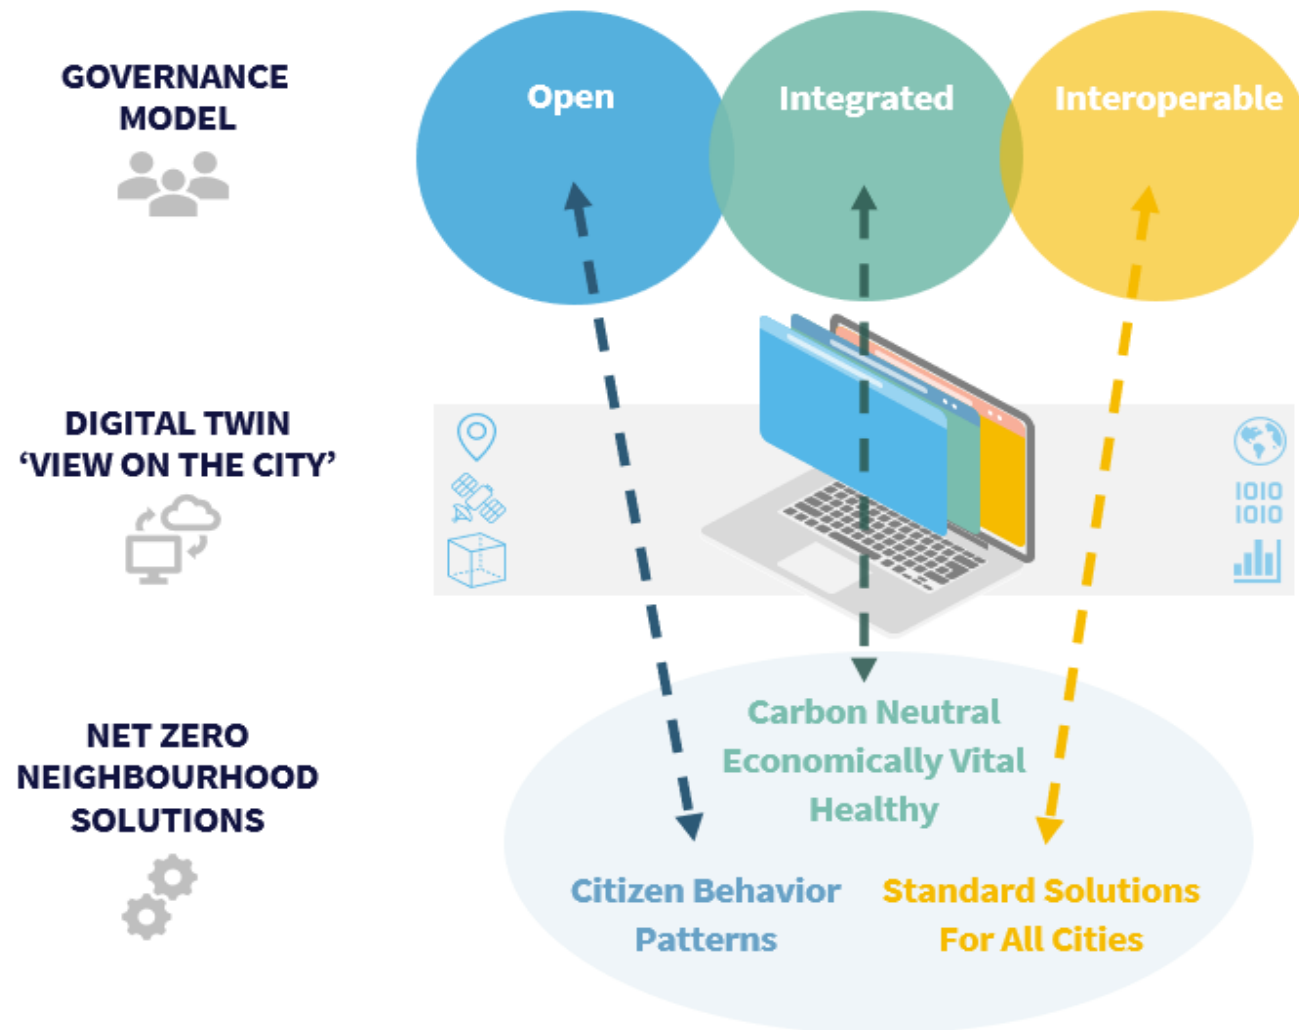 GOVERNANCE
MODEL
Open
Integrated
Interoperable
DIGITAL TWIN
‘VIEW ON THE CITY’
1010
1010
NET ZERO
NEIGHBOURHOOD
SOLUTIONS
Carbon Neutral
Economically Vital
Healthy
Citizen Behavior
Patterns
Standard Solutions
For All Cities